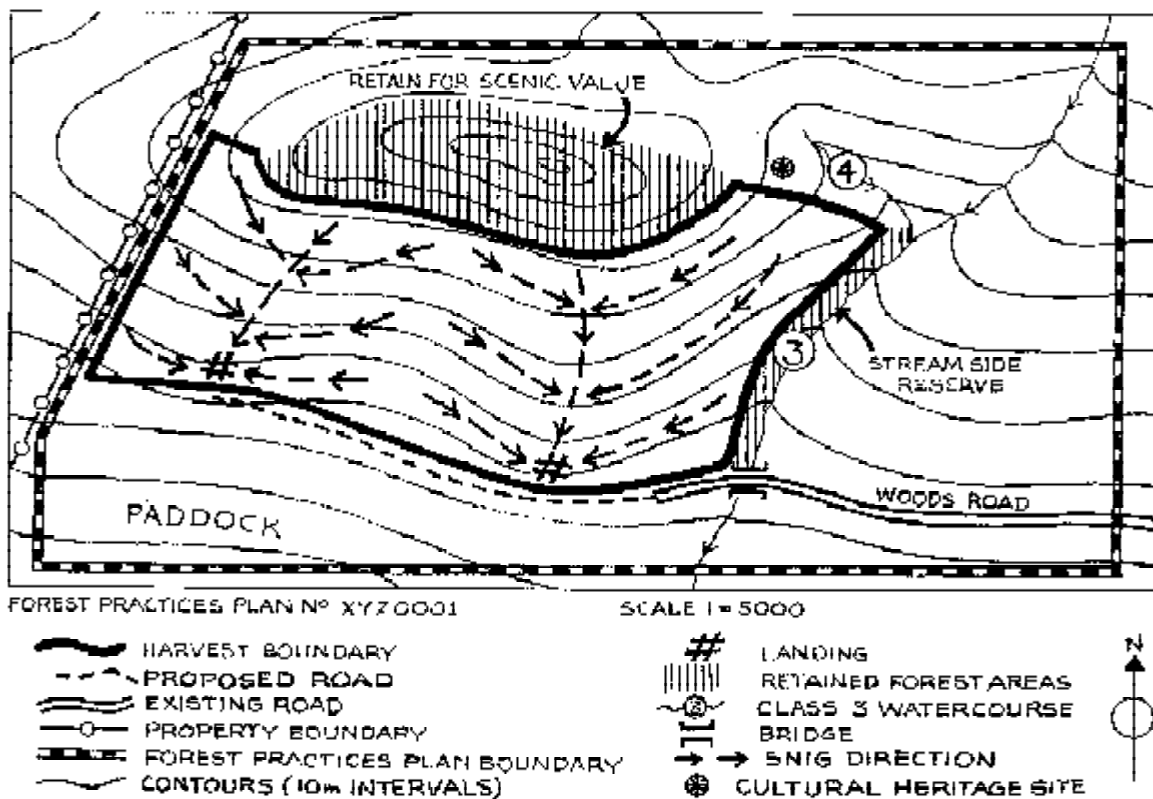 RETAIN FOR SCENIC VALUE
4
3
STREAM SIDE
RESERVE
WOODS ROAD
PADDOCK
FOREST PRACTICES PLAN Nº XYZ0001
SCALE 1=5000
HARVEST BOUNDARY
PROPOSED ROAD
EXISTING ROAD
PROPERTY BOUNDARY
FOREST PRACTICES PLAN BOUNDARY
CONTOURS (10m INTERVALS)
LANDING
RETAINED FOREST AREAS
CLASS 3 WATERCOURSE
BRIDGE
SNIG DIRECTION
CULTURAL HERITAGE SITE
N